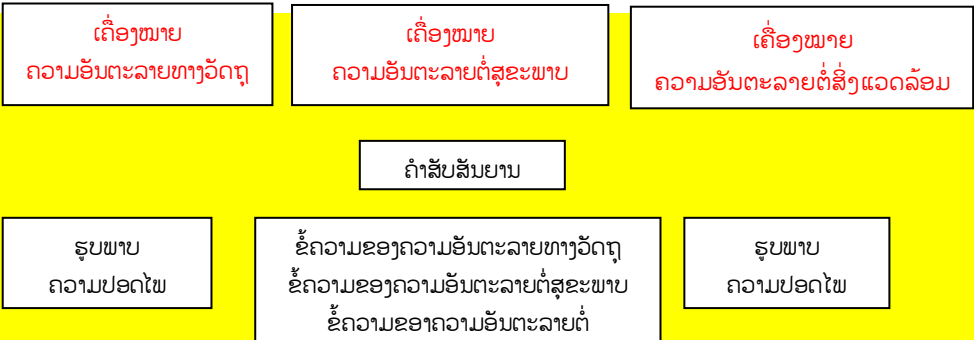 ເຄື່ອງໝາຍ
ຄວາມອັນຕະລາຍທາງວັດຖຸ
ເຄື່ອງໝາຍ
ຄວາມອັນຕະລາຍຕໍ່ສຸຂະພາບ
ເຄື່ອງໝາຍ
ຄວາມອັນຕະລາຍຕໍ່ສິ່ງແວດລ້ອມ
ຄຳສັບສັນຍານ
ຮູບພາບ
ຄວາມປອດໄພ
ຂໍ້ຄວາມຂອງຄວາມອັນຕະລາຍທາງວັດຖຸ
ຂໍ້ຄວາມຂອງຄວາມອັນຕະລາຍຕໍ່ສຸຂະພາບ
ຂໍ້ຄວາມຂອງຄວາມອັນຕະລາຍຕໍ່
ຮູບພາບ
ຄວາມປອດໄພ